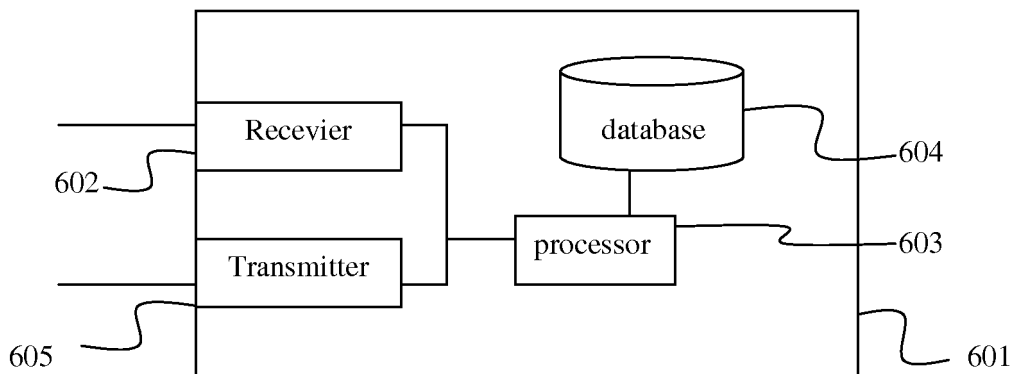 Recevier
database
604
602
processor
603
Transmitter
605
601